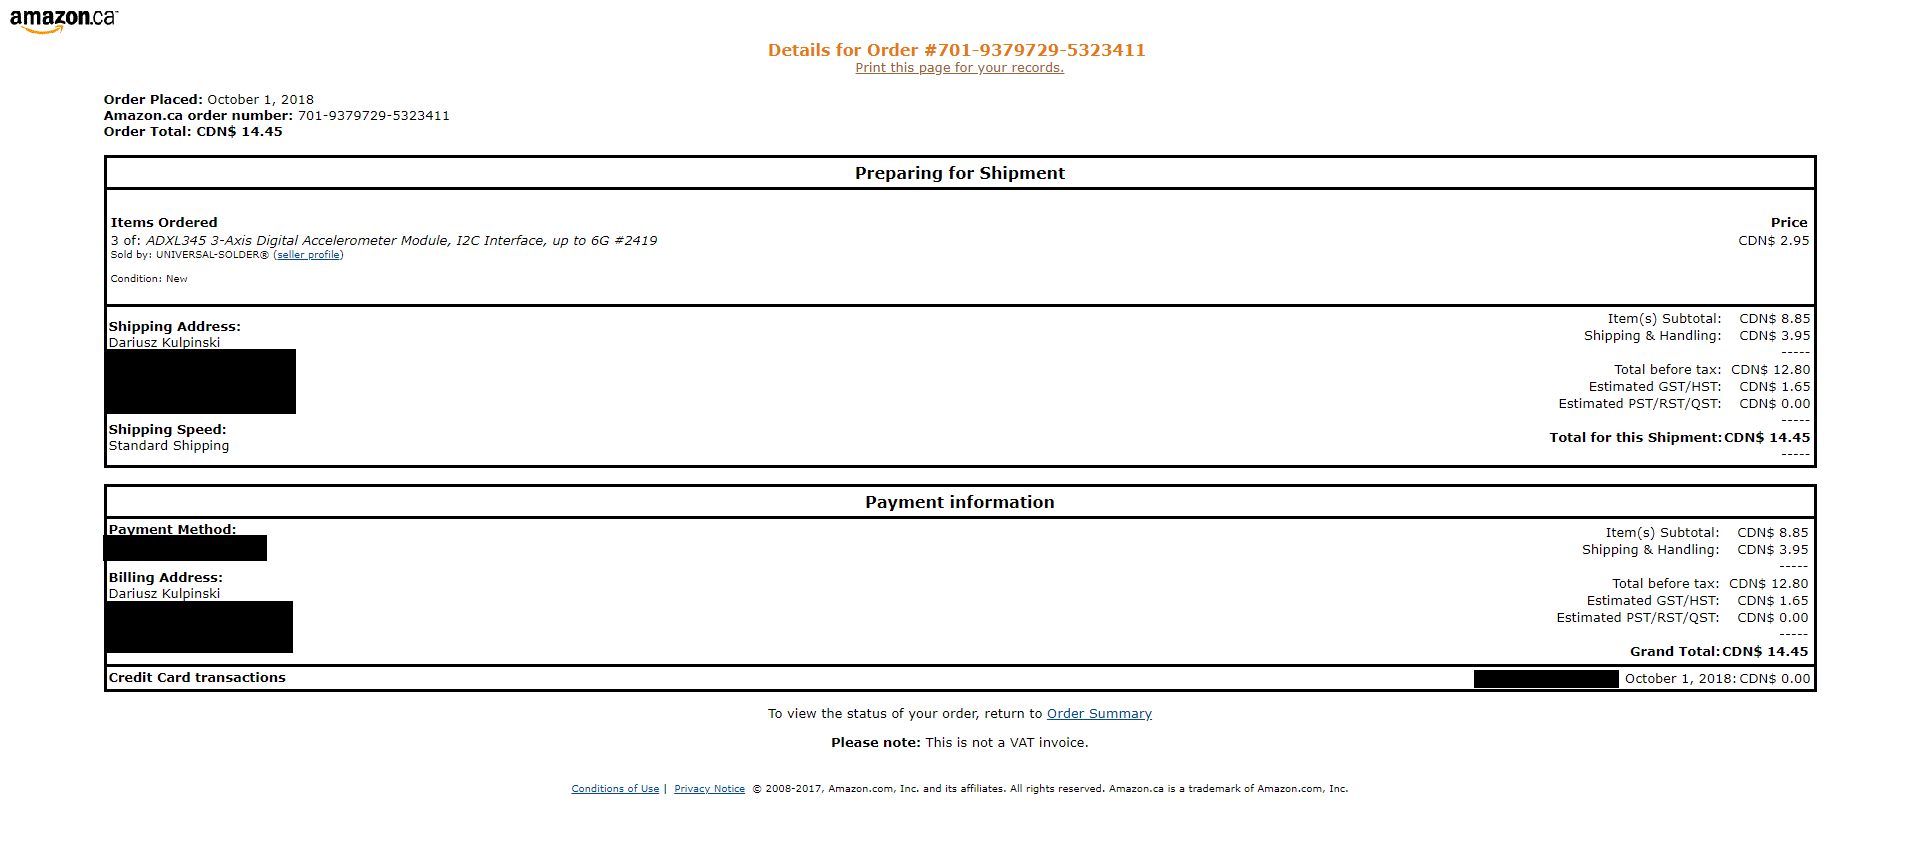 amazon.ca™
Details for Order #701-9379729-5323411
Print this page for your records.
Order Placed: October 1, 2018
Amazon.ca order number: 701-9379729-5323411
Order Total: CDN$ 14.45
Preparing for Shipment
Items Ordered Price
3 of: ADXL345 3-Axis Digital Accelerometer Module, I2C Interface, up to 6G #2419 CDN$ 2.95
Sold by: UNIVERSAL-SOLDER® (seller profile)
Condition: New
Shipping Address:
Dariusz Kulpinski
Shipping Speed:
Standard Shipping
Item(s) Subtotal: CDN$ 8.85
Shipping & Handling: CDN$ 3.95
-----
Total before tax: CDN$ 12.80
Estimated GST/HST: CDN$ 1.65
Estimated PST/RST/QST: CDN$ 0.00
-----
Total for this Shipment: CDN$ 14.45
-----
Payment information
Payment Method:
Billing Address:
Dariusz Kulpinski
Item(s) Subtotal: CDN$ 8.85
Shipping & Handling: CDN$ 3.95
-----
Total before tax: CDN$ 12.80
Estimated GST/HST: CDN$ 1.65
Estimated PST/RST/QST: CDN$ 0.00
-----
Grand Total: CDN$ 14.45
Credit Card transactions October 1, 2018: CDN$ 0.00
To view the status of your order, return to Order Summary
Please note: This is not a VAT invoice.
Conditions of Use | Privacy Notice © 2008-2017, Amazon.com, Inc. and its affiliates. All rights reserved. Amazon.ca is a trademark of Amazon.com, Inc.